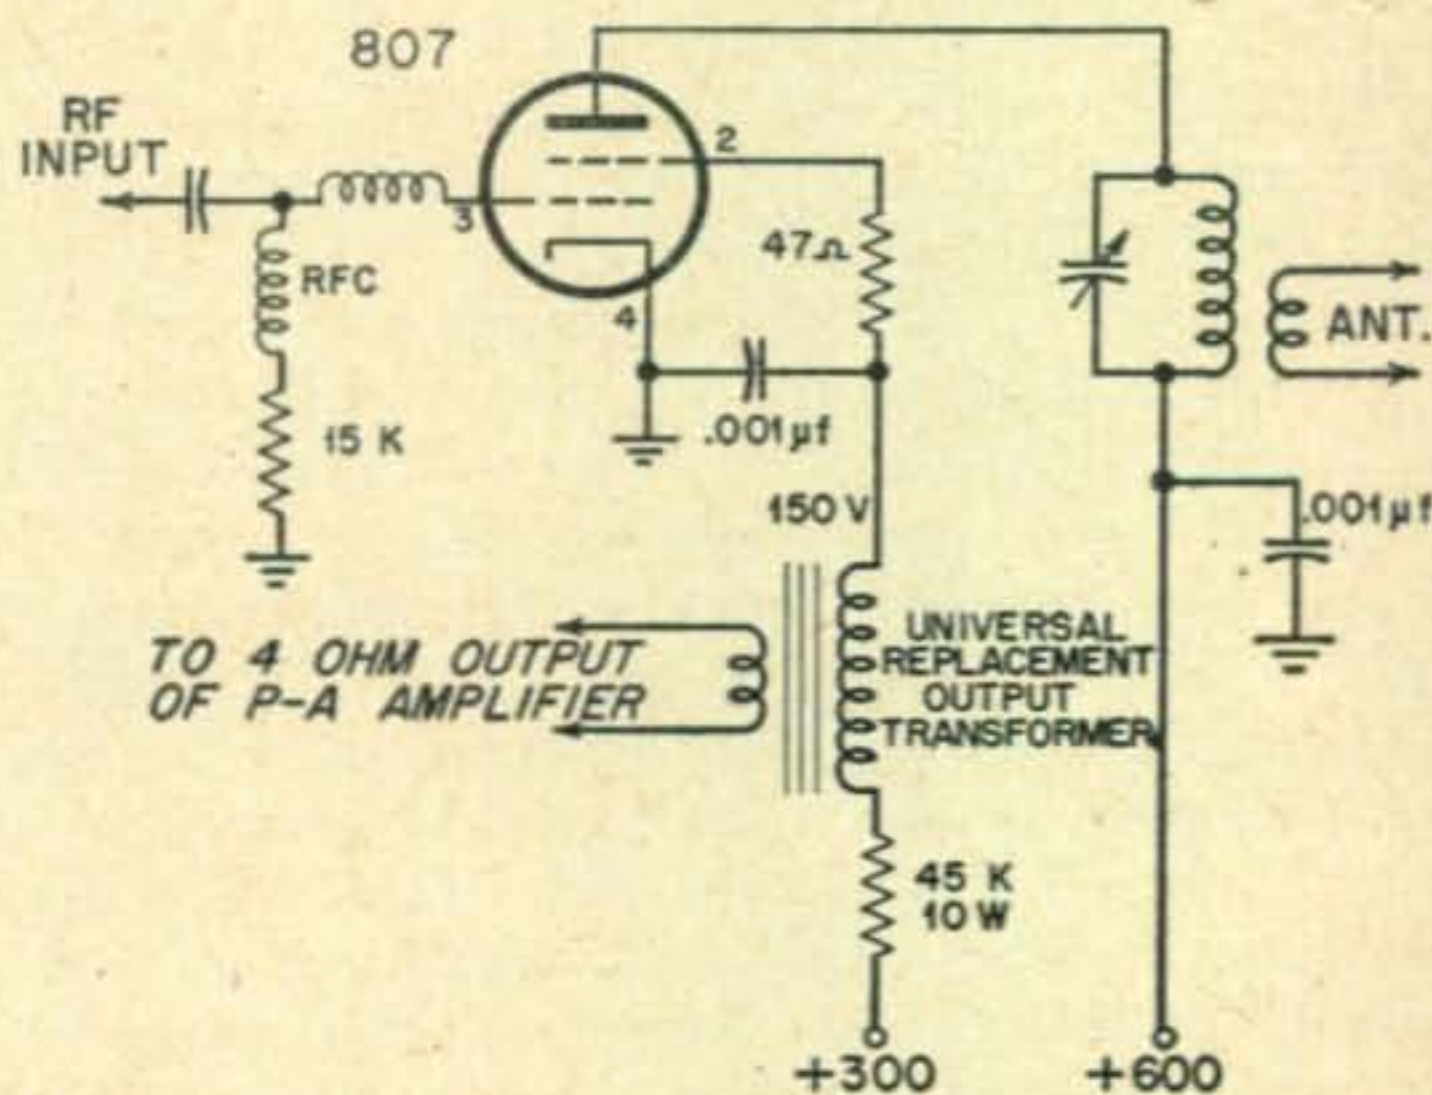 807
RF
INPUT
2
3
47Ω
RFC
4
ANT.
15 K
.001µf
150 V
.001µf
TO 4 OHM OUTPUT
OF P-A AMPLIFIER
UNIVERSAL
REPLACEMENT
OUTPUT
TRANSFORMER
45 K
10 W
+300
+600